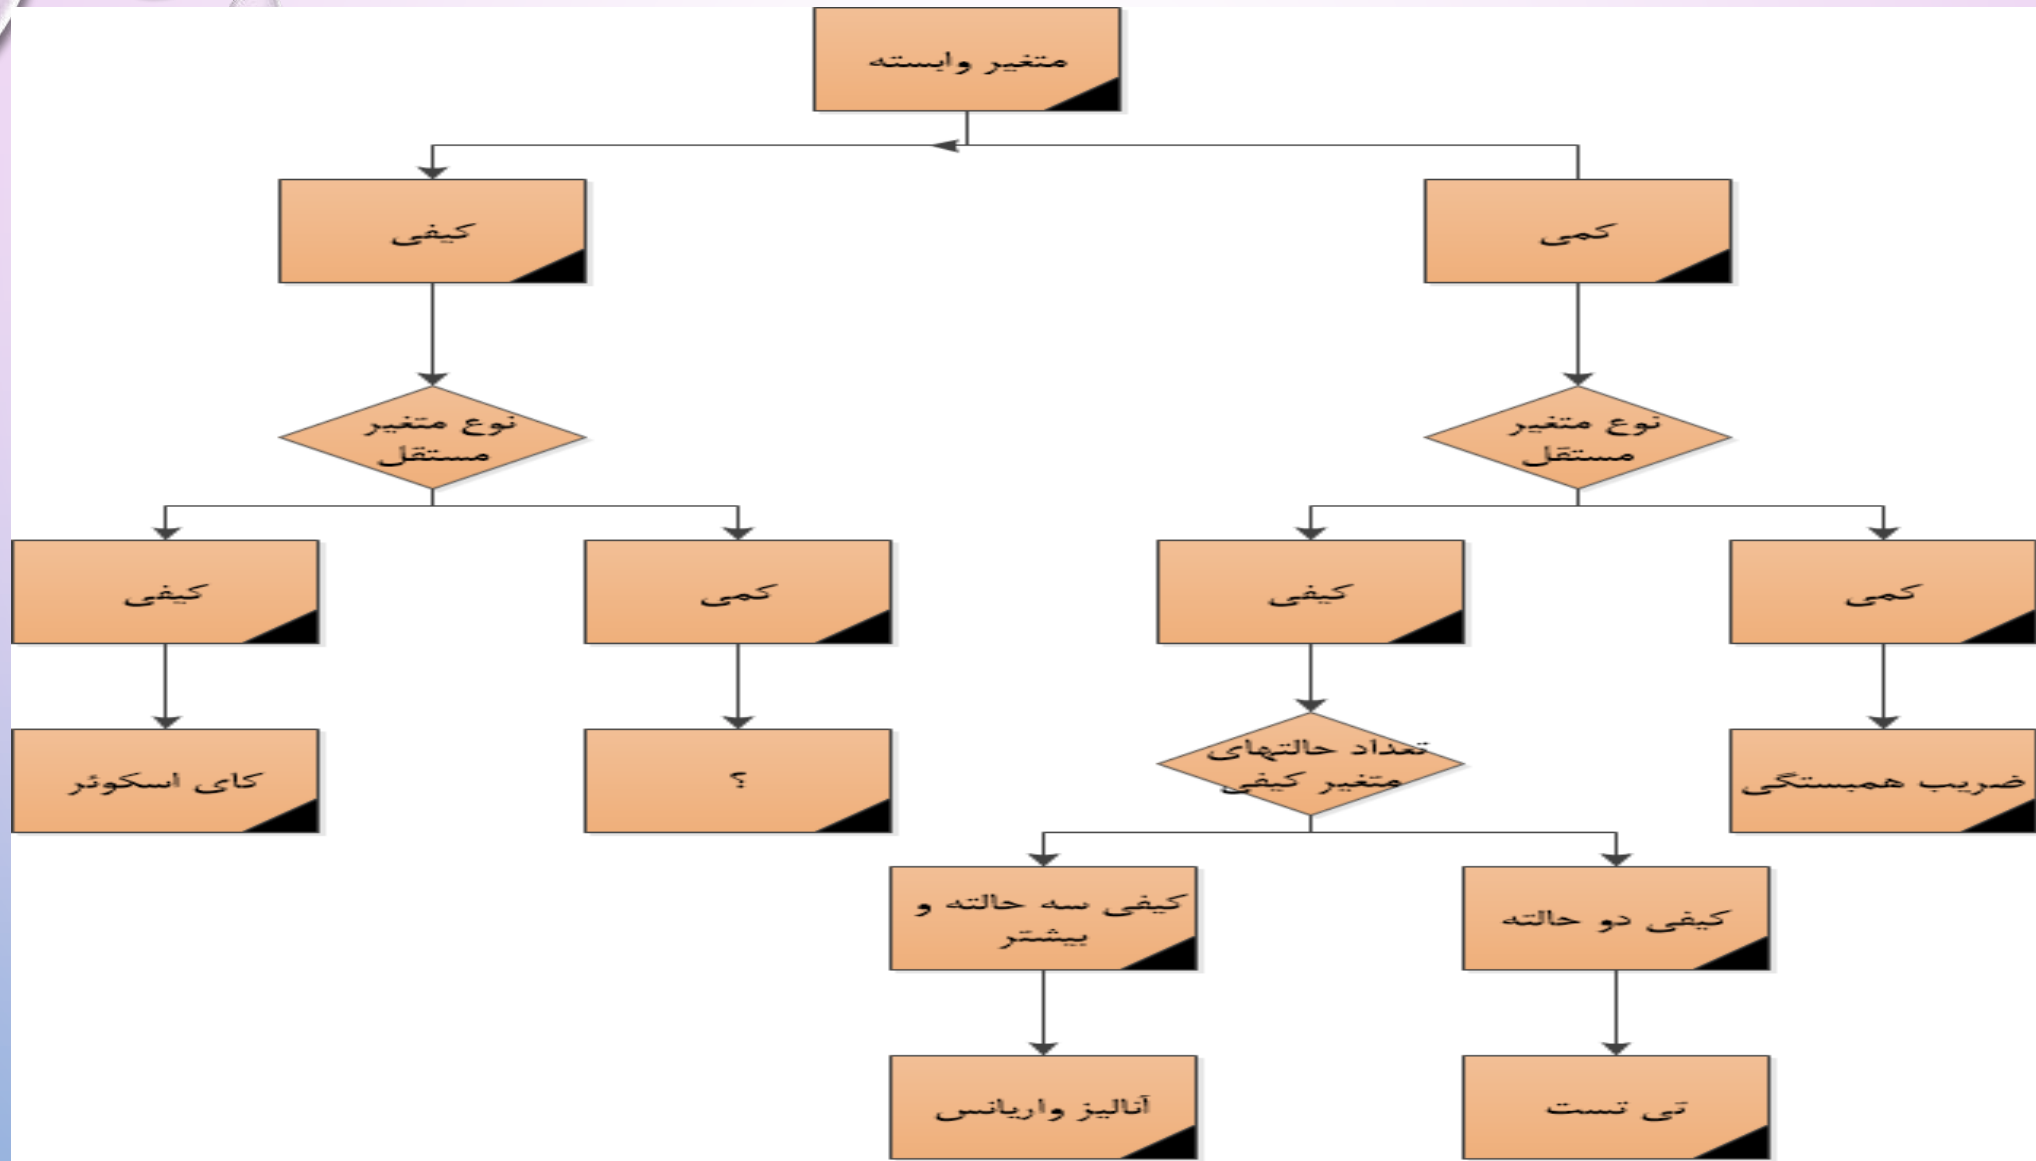 متغیر وابسته
کمی
کیفی
نوع متغیر
مستقل
نوع متغیر
مستقل
کمی
کیفی
کمی
کیفی
ضریب همبستگی
تعداد حالتهای
متغیر کیفی
؟
کای اسکوئر
کیفی دو حالته
کیفی سه حالته و
بیشتر
تی تست
آنالیز واریانس